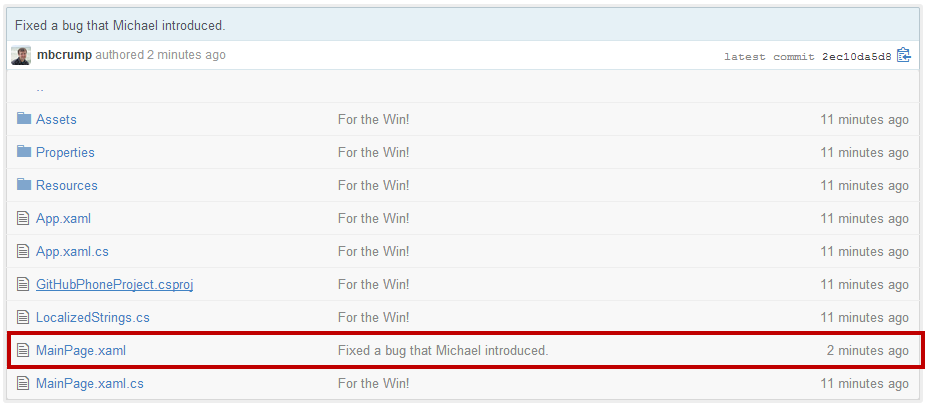 Fixed a bug that Michael introduced.
mbcrump authored 2 minutes ago latest commit 2ec10da5d8
..
Assets For the Win! 11 minutes ago
Properties For the Win! 11 minutes ago
Resources For the Win! 11 minutes ago
App.xaml For the Win! 11 minutes ago
App.xaml.cs For the Win! 11 minutes ago
GitHubPhoneProject.csproj For the Win! 11 minutes ago
LocalizedStrings.cs For the Win! 11 minutes ago
MainPage.xaml Fixed a bug that Michael introduced. 2 minutes ago
MainPage.xaml.cs For the Win! 11 minutes ago